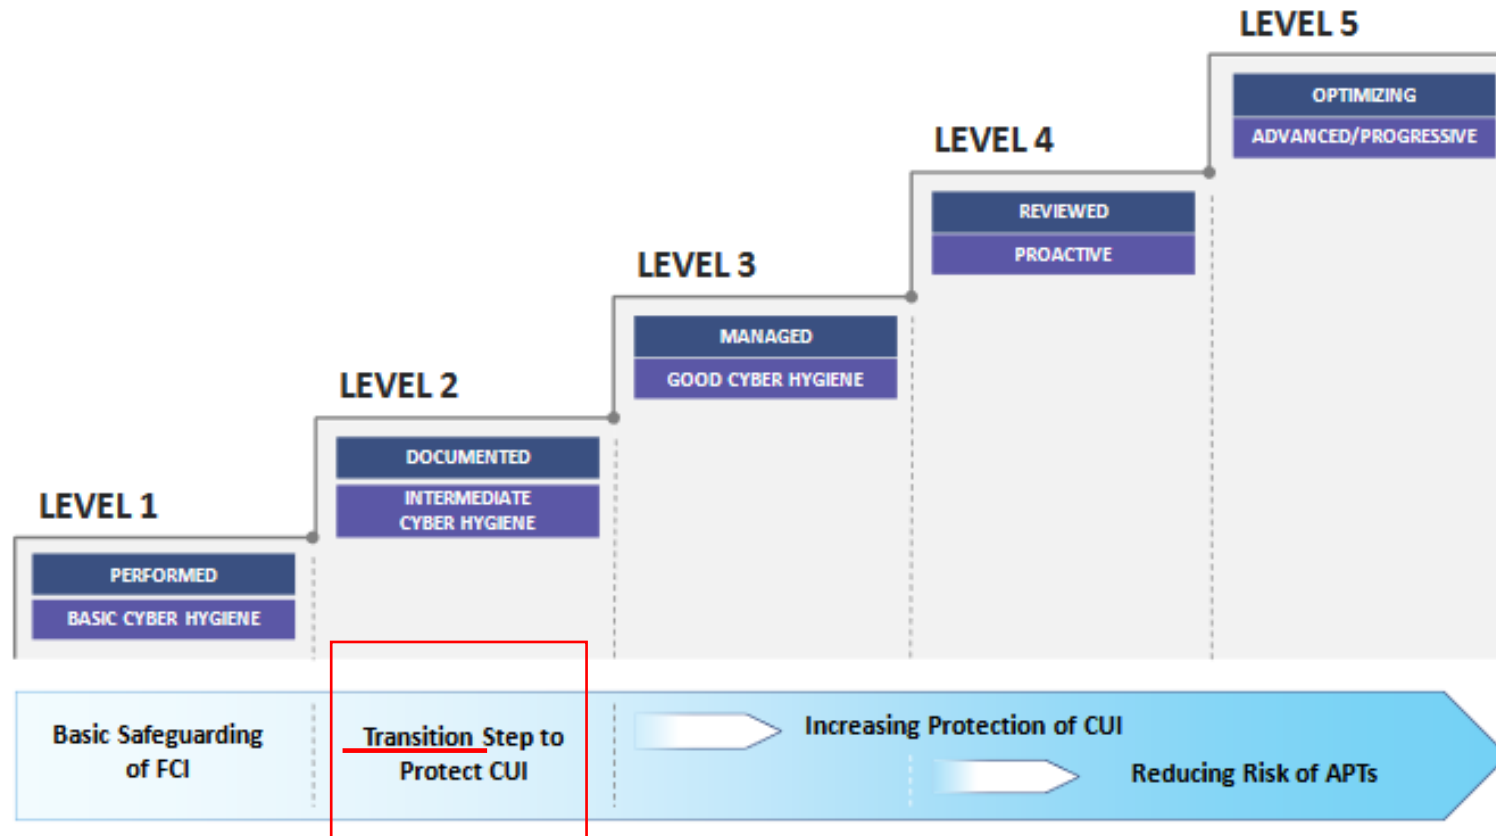 LEVEL 5
OPTIMIZING
ADVANCED/PROGRESSIVE
LEVEL 4
REVIEWED
PROACTIVE
LEVEL 3
MANAGED
GOOD CYBER HYGIENE
LEVEL 2
DOCUMENTED
INTERMEDIATE
CYBER HYGIENE
LEVEL 1
PERFORMED
BASIC CYBER HYGIENE
Basic Safeguarding
of FCI
Transition Step to
Protect CUI
Increasing Protection of CUI
Reducing Risk of APTs